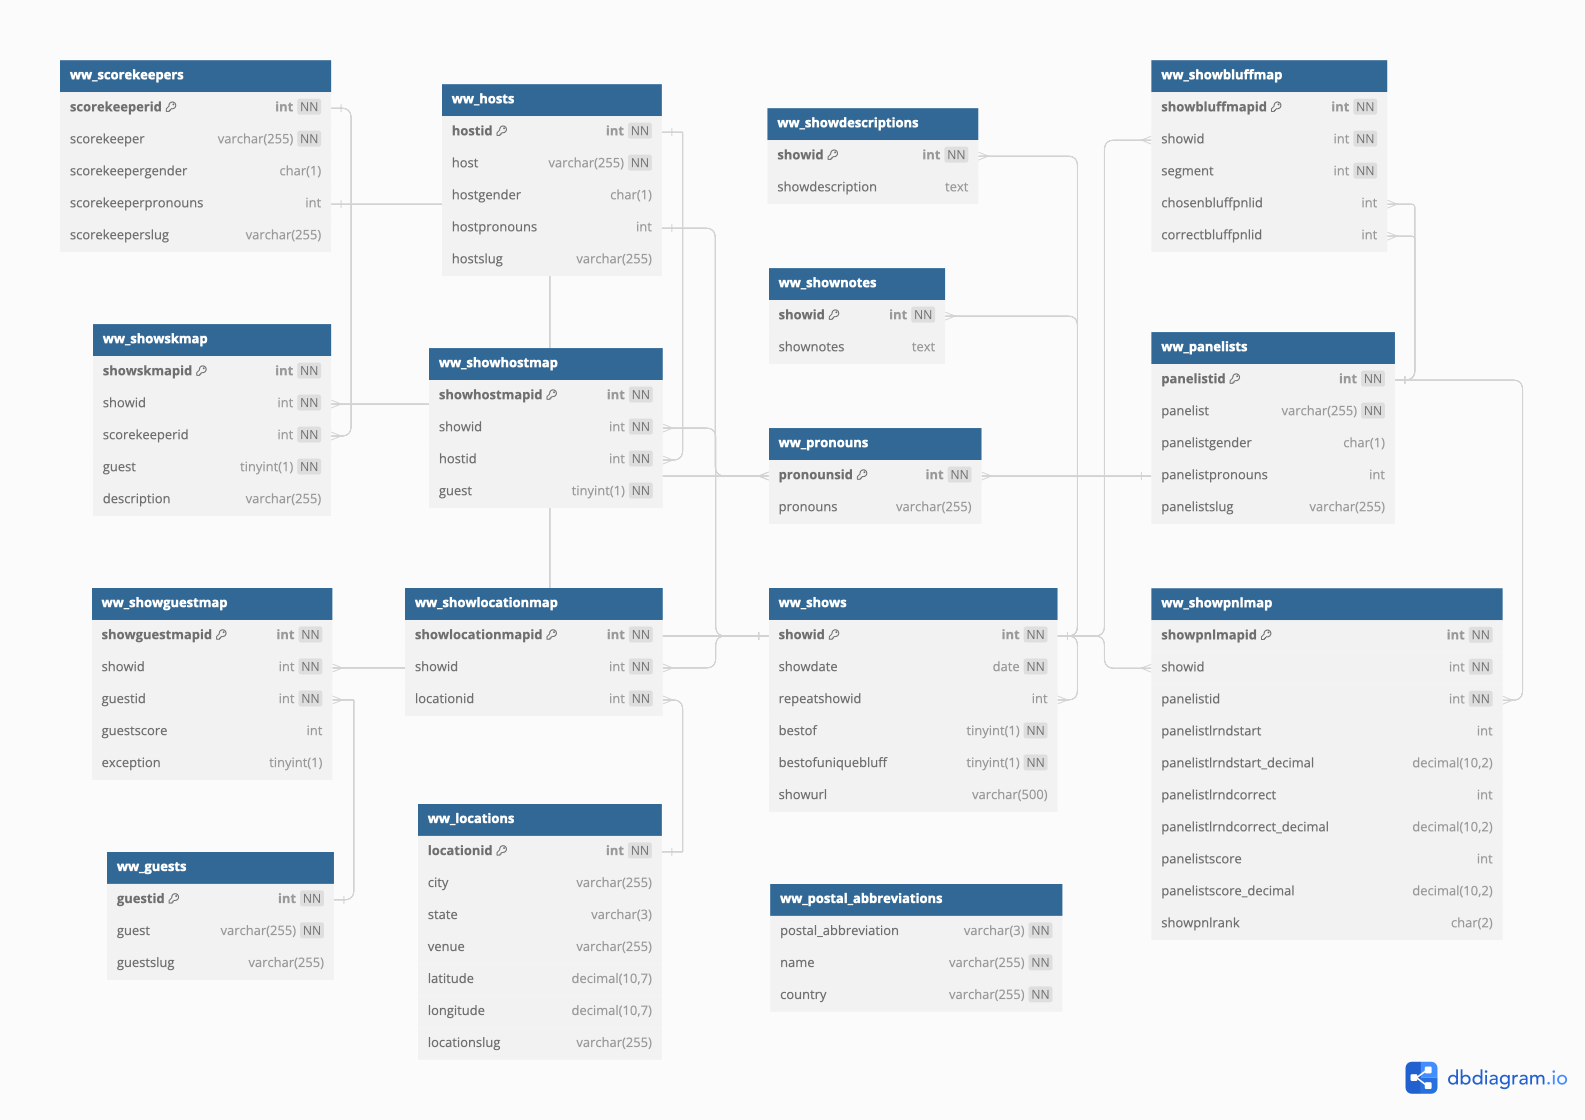 ww_scorekeepers
scorekeeperid int NN
scorekeeper varchar(255) NN
scorekeepergender char(1)
scorekeeperpronouns int
scorekeeperslug varchar(255)
ww_hosts
hostid int NN
host varchar(255) NN
hostgender char(1)
hostpronouns int
hostslug varchar(255)
ww_showdescriptions
showid int NN
showdescription text
ww_showbluffmap
showbluffmapid int NN
showid int NN
segment int NN
chosenbluffpnlid int
correctbluffpnlid int
ww_shownotes
showid int NN
shownotes text
ww_showskmap
showskmapid int NN
showid int NN
scorekeeperid int NN
guest tinyint(1) NN
description varchar(255)
ww_showhostmap
showhostmapid int NN
showid int NN
hostid int NN
guest tinyint(1) NN
ww_pronouns
pronounsid int NN
pronouns varchar(255)
ww_panelists
panelistid int NN
panelist varchar(255) NN
panelistgender char(1)
panelistpronouns int
panelistslug varchar(255)
ww_showguestmap
showguestmapid int NN
showid int NN
guestid int NN
guestscore int
exception tinyint(1)
ww_showlocationmap
showlocationmapid int NN
showid int NN
locationid int NN
ww_shows
showid int NN
showdate date NN
repeatshowid int
bestof tinyint(1) NN
bestofuniquebluff tinyint(1) NN
showurl varchar(500)
ww_showpnlmap
showpnlmapid int NN
showid int NN
panelistid int NN
panelistlrndstart int
panelistlrndstart_decimal decimal(10,2)
panelistlrndcorrect int
panelistlrndcorrect_decimal decimal(10,2)
panelistscore int
panelistscore_decimal decimal(10,2)
showpnlrank char(2)
ww_guests
guestid int NN
guest varchar(255) NN
guestslug varchar(255)
ww_locations
locationid int NN
city varchar(255)
state varchar(3)
venue varchar(255)
latitude decimal(10,7)
longitude decimal(10,7)
locationslug varchar(255)
ww_postal_abbreviations
postal_abbreviation varchar(3) NN
name varchar(255) NN
country varchar(255) NN
dbdiagram.io